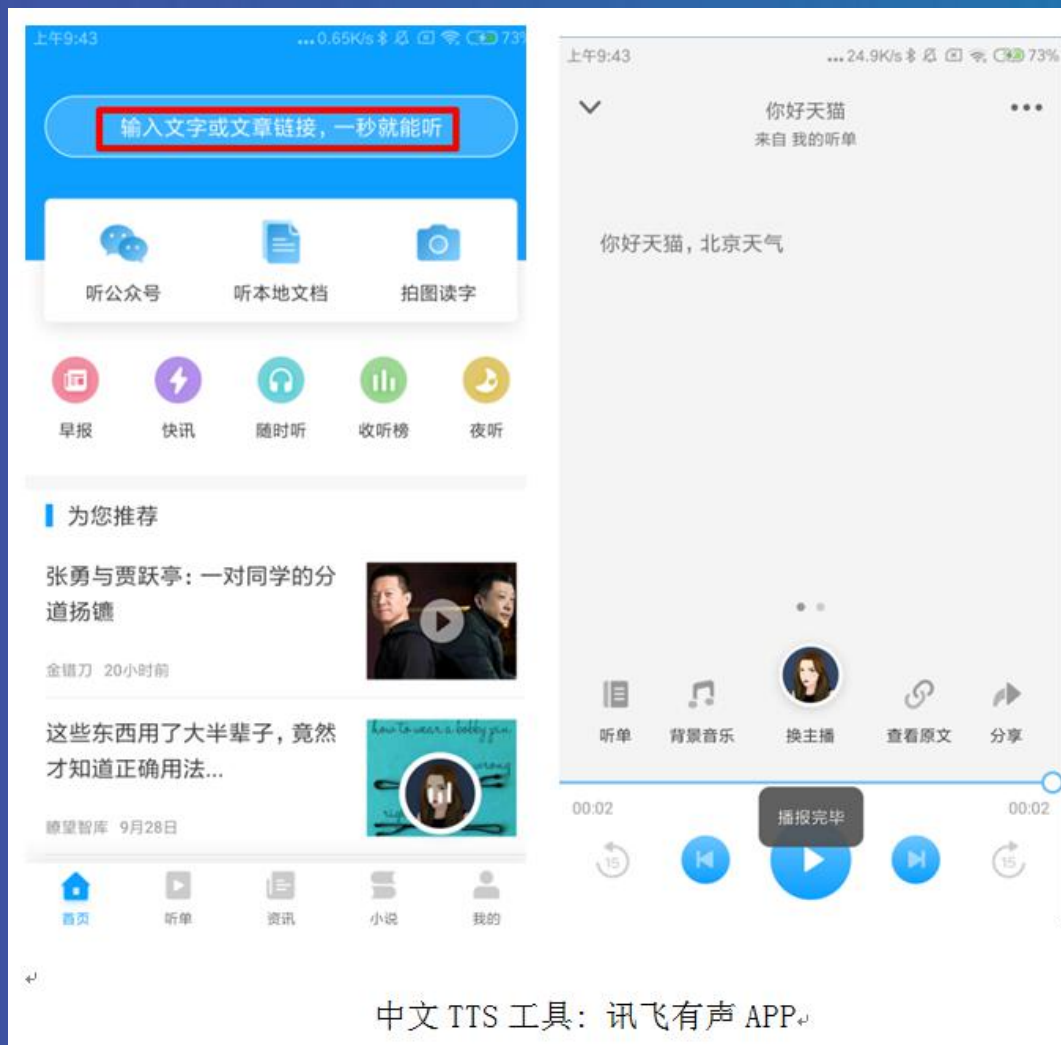 上午9:43
...0.65K/s 73%
输入文字或文章链接，一秒就能听
听公众号 听本地文档 拍图读字
早报 快讯 随时听 收听榜 夜听
为您推荐
张勇与贾跃亭：一对同学的分
道扬镳
金错刀 20小时前
这些东西用了大半辈子，竟然
才知道正确用法...
瞭望智库 9月28日
how to wear a bobby pin
wrong
首页 听单 资讯 小说 我的
上午9:43
...24.9K/s 73%
你好天猫
来自 我的听单
你好天猫，北京天气
听单 背景音乐 换主播 查看原文 分享
00:02 00:02
播报完毕
15 15
中文 TTS 工具：讯飞有声 APP